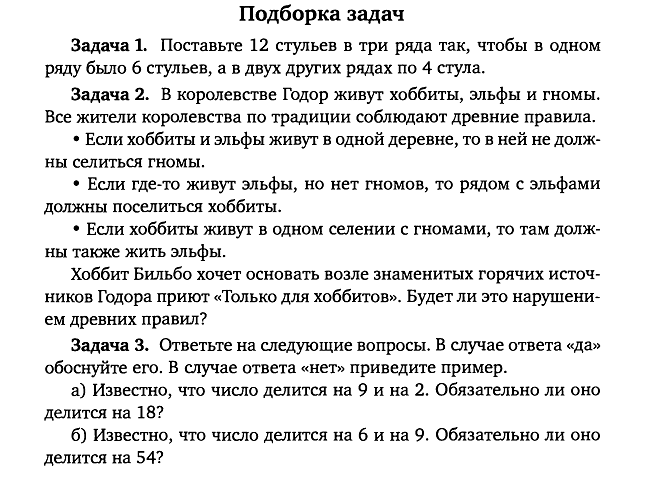 Подборка задач
Задача 1. Поставьте 12 стульев в три ряда так, чтобы в одном
ряду было 6 стульев, а в двух других рядах по 4 стула.
Задача 2. В королевстве Годор живут хоббиты, эльфы и гномы.
Все жители королевства по традиции соблюдают древние правила.
• Если хоббиты и эльфы живут в одной деревне, то в ней не долж-
ны селиться гномы.
• Если где-то живут эльфы, но нет гномов, то рядом с эльфами
должны поселиться хоббиты.
• Если хоббиты живут в одном селении с гномами, то там долж-
ны также жить эльфы.
Хоббит Бильбо хочет основать возле знаменитых горячих источ-
ников Годора приют «Только для хоббитов». Будет ли это нарушени-
ем древних правил?
Задача 3. Ответьте на следующие вопросы. В случае ответа «да»
обоснуйте его. В случае ответа «нет» приведите пример.
а) Известно, что число делится на 9 и на 2. Обязательно ли оно
делится на 18?
б) Известно, что число делится на 6 и на 9. Обязательно ли оно
делится на 54?